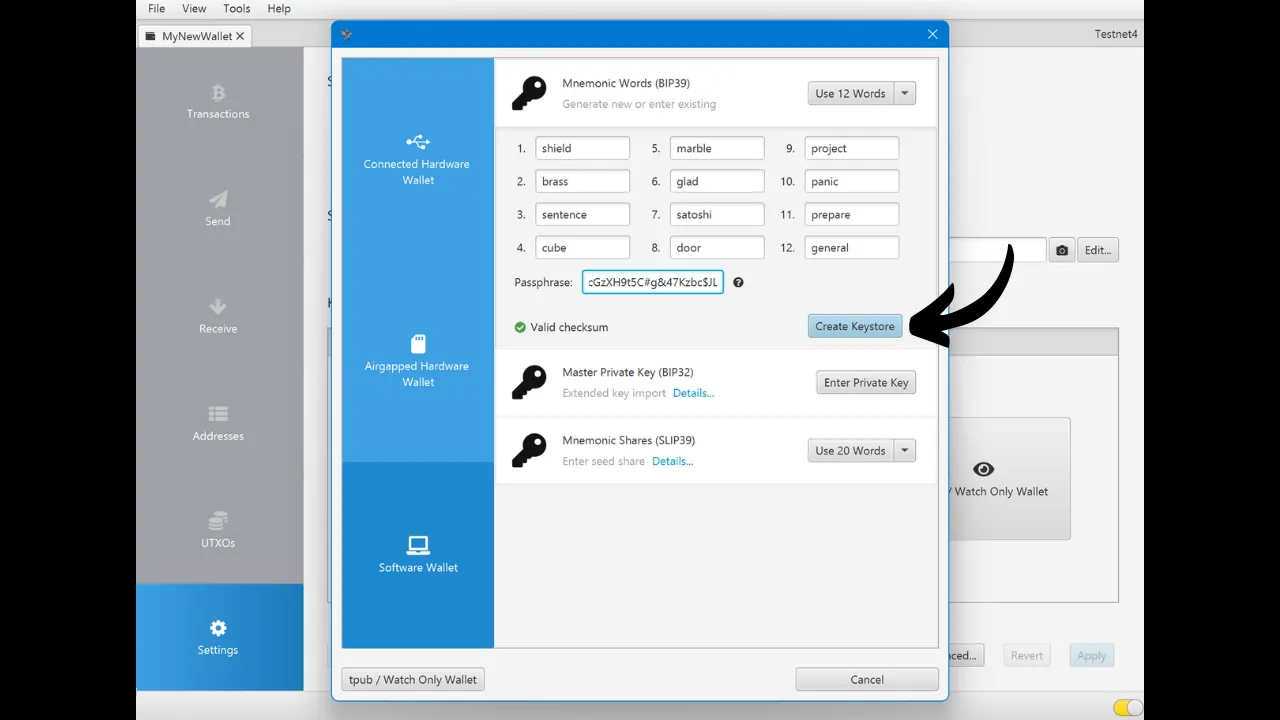 File View Tools Help
MyNewWallet
Testnet4
Transactions
Send
Receive
Addresses
UTXOs
Settings
Connected Hardware
Wallet
Airgapped Hardware
Wallet
Software Wallet
Mnemonic Words (BIP39)
Generate new or enter existing
Use 12 Words
1. shield 5. marble 9. project
2. brass 6. glad 10. panic
3. sentence 7. satoshi 11. prepare
4. cube 8. door 12. general
Passphrase: cGzXH9t5C#g&47Kzbc$JL
Valid checksum
Create Keystore
Master Private Key (BIP32)
Extended key import Details...
Enter Private Key
Mnemonic Shares (SLIP39)
Enter seed share Details...
Use 20 Words
tpub / Watch Only Wallet
Cancel
Edit...
/ Watch Only Wallet
ced...
Revert
Apply